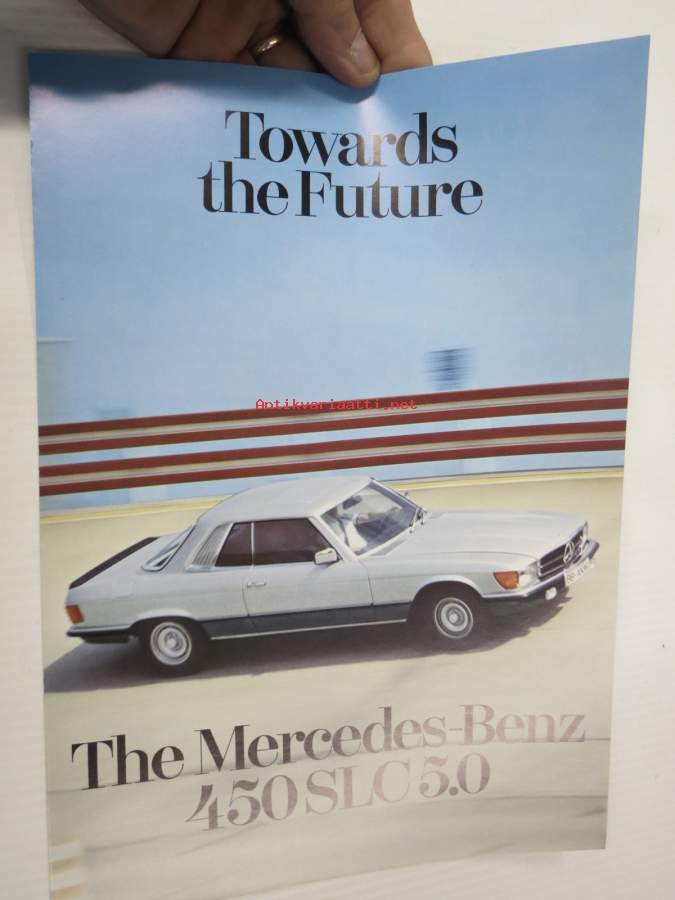 Towards
the Future
Antikvariaatti.net
The Mercedes-Benz
450 SLC 5.0